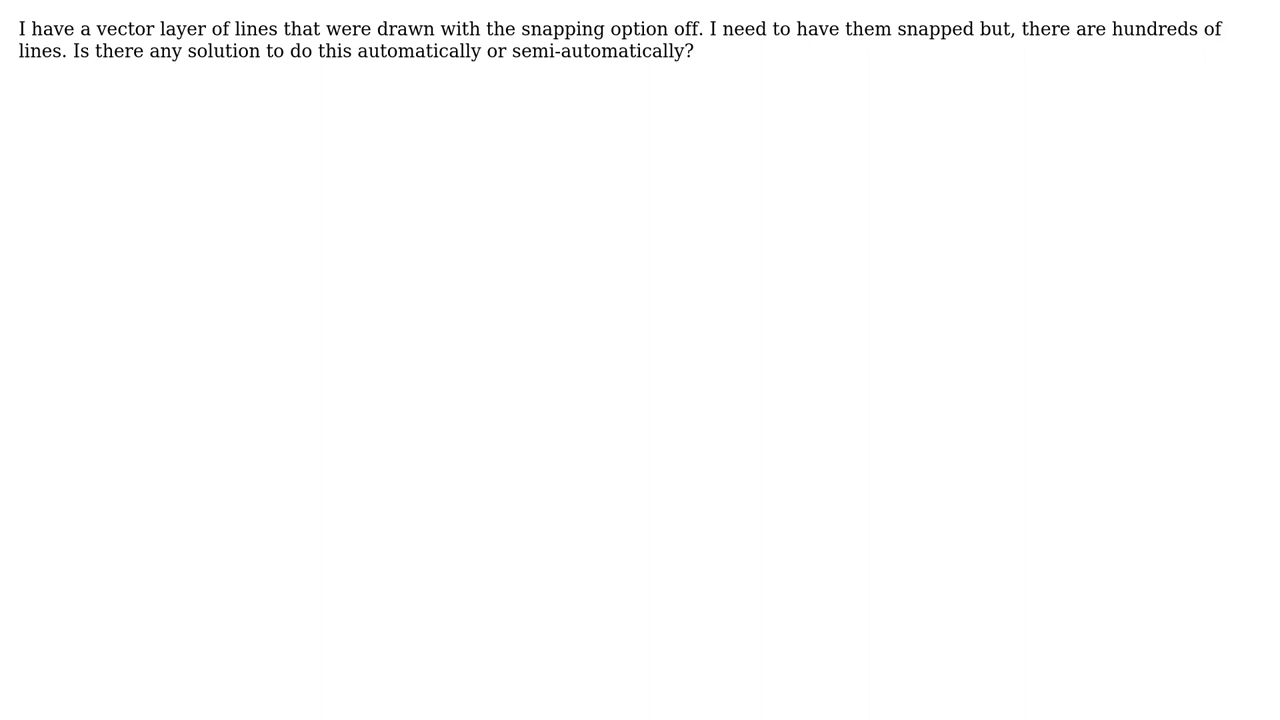 I have a vector layer of lines that were drawn with the snapping option off. I need to have them snapped but, there are hundreds of
lines. Is there any solution to do this automatically or semi-automatically?